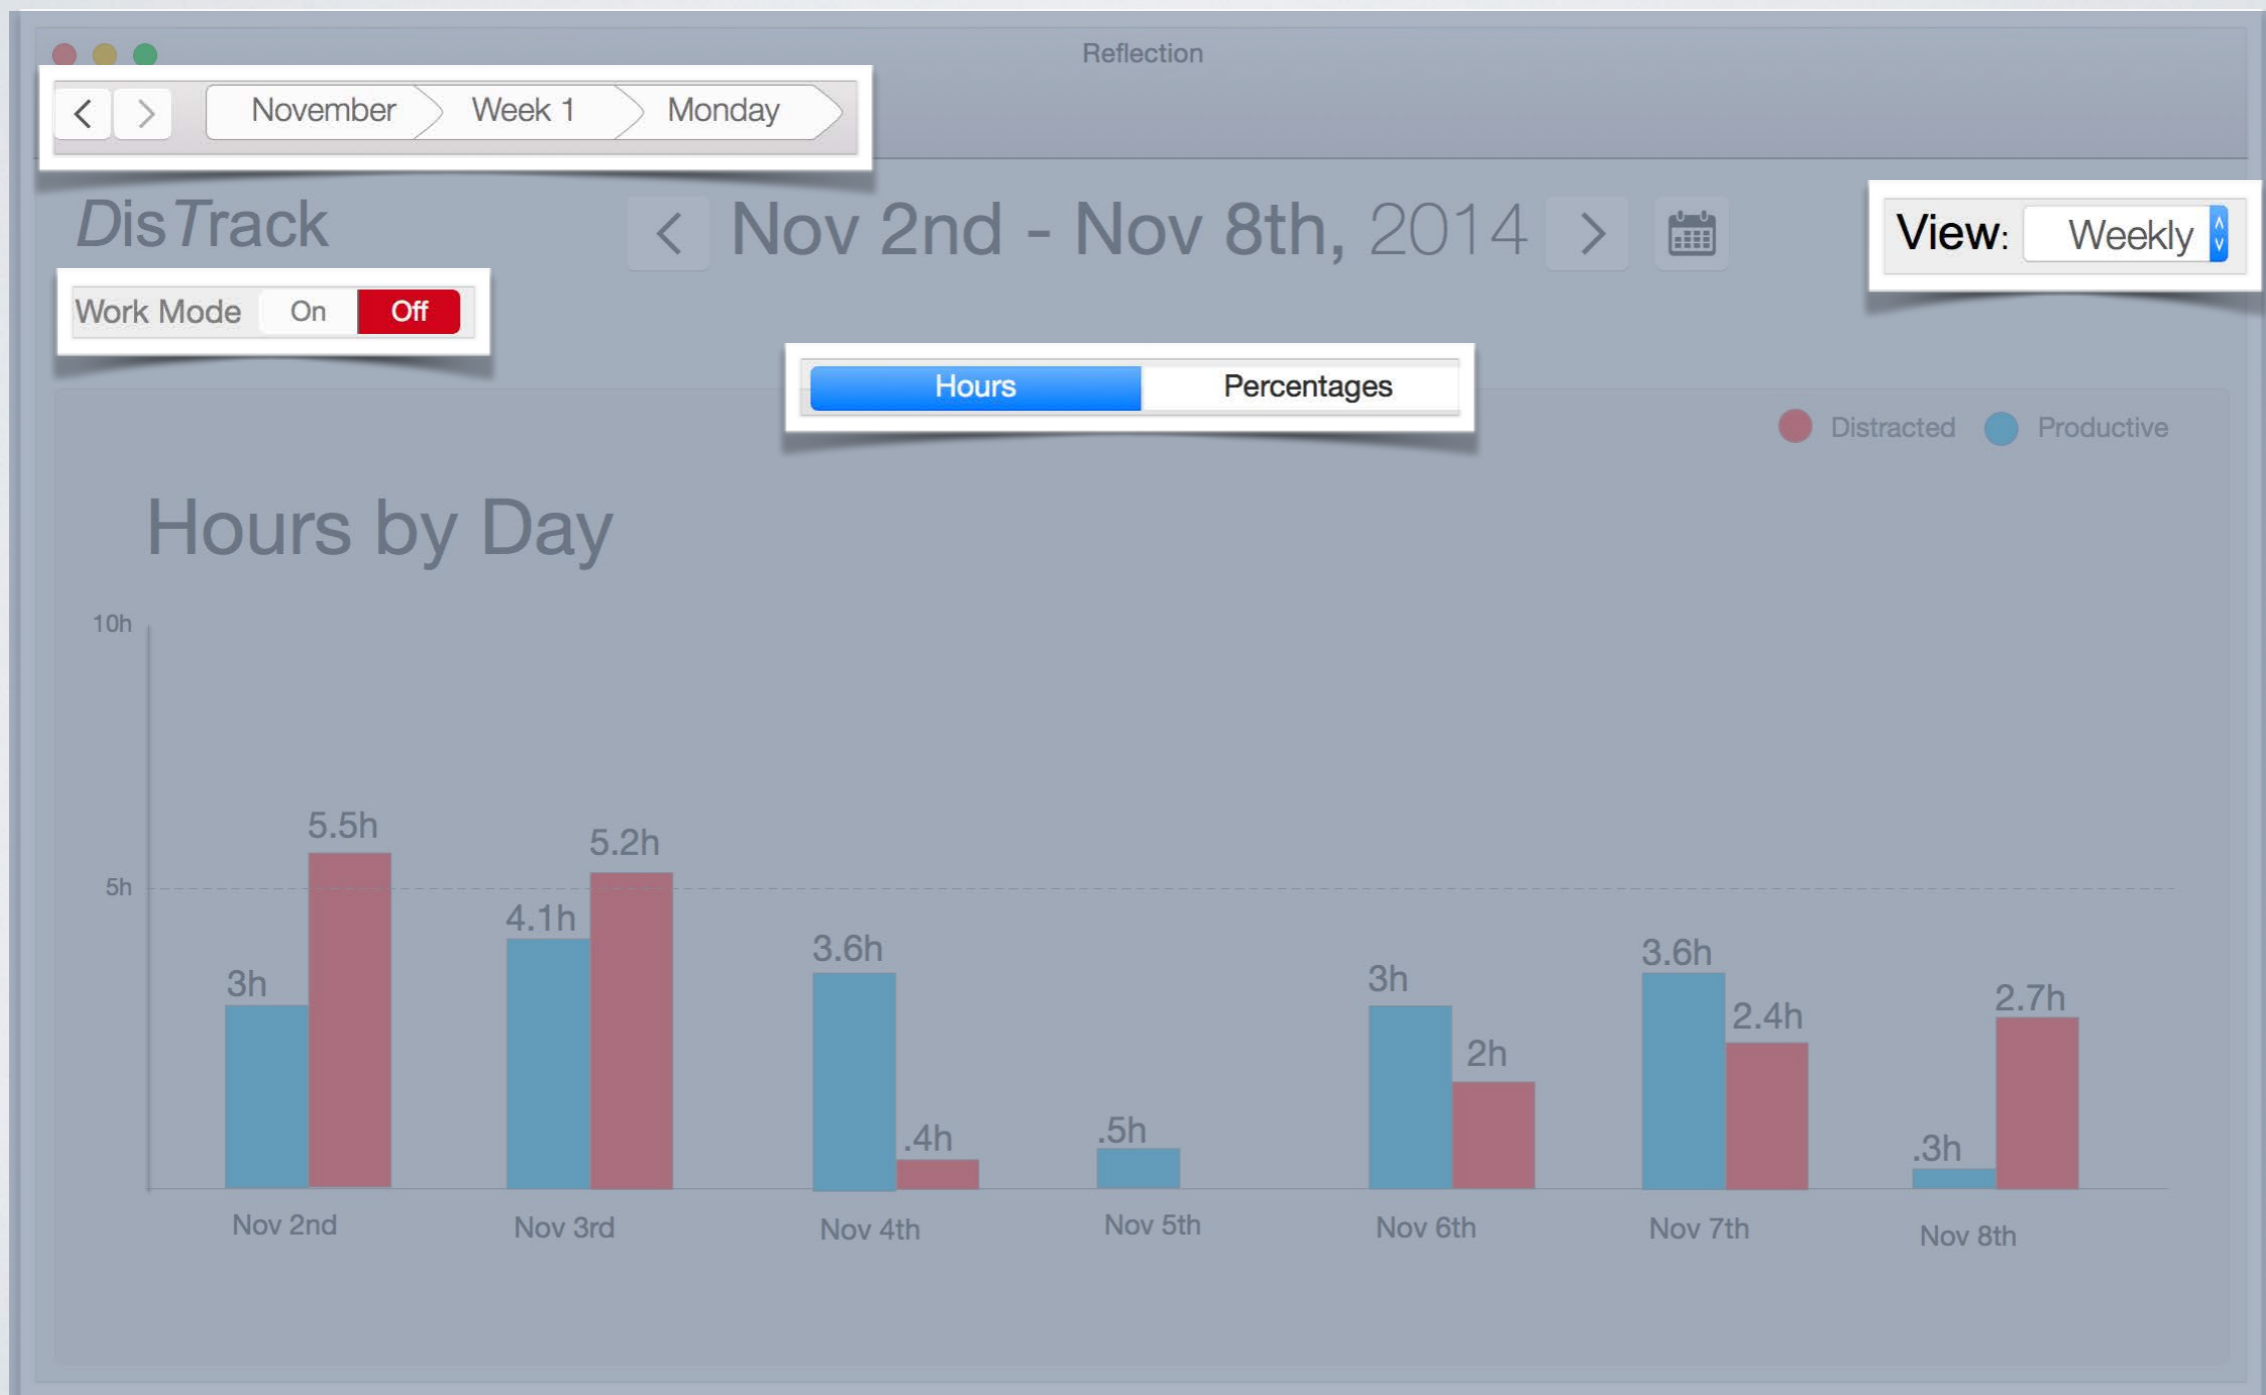 Reflection
November Week 1 Monday
DisTrack
Nov 2nd - Nov 8th, 2014
View: Weekly
Work Mode On Off
Hours Percentages
Distracted Productive
Hours by Day
10h
5h
3h 5.5h
4.1h 5.2h
3.6h .4h
.5h
3h 2h
3.6h 2.4h
.3h 2.7h
Nov 2nd Nov 3rd Nov 4th Nov 5th Nov 6th Nov 7th Nov 8th